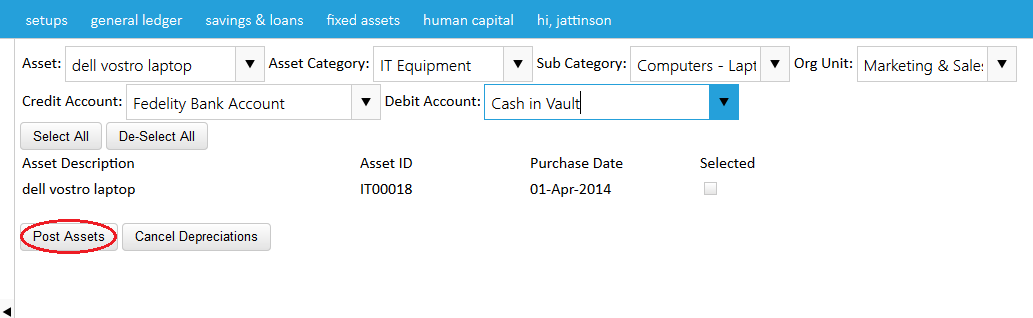 setups general ledger savings & loans fixed assets human capital hi, jattinson
Asset: dell vostro laptop Asset Category: IT Equipment Sub Category: Computers - Lapt Org Unit: Marketing & Sale
Credit Account: Fedelity Bank Account Debit Account: Cash in Vault
Select All De-Select All
Asset Description Asset ID Purchase Date Selected
dell vostro laptop IT00018 01-Apr-2014
Post Assets Cancel Depreciations